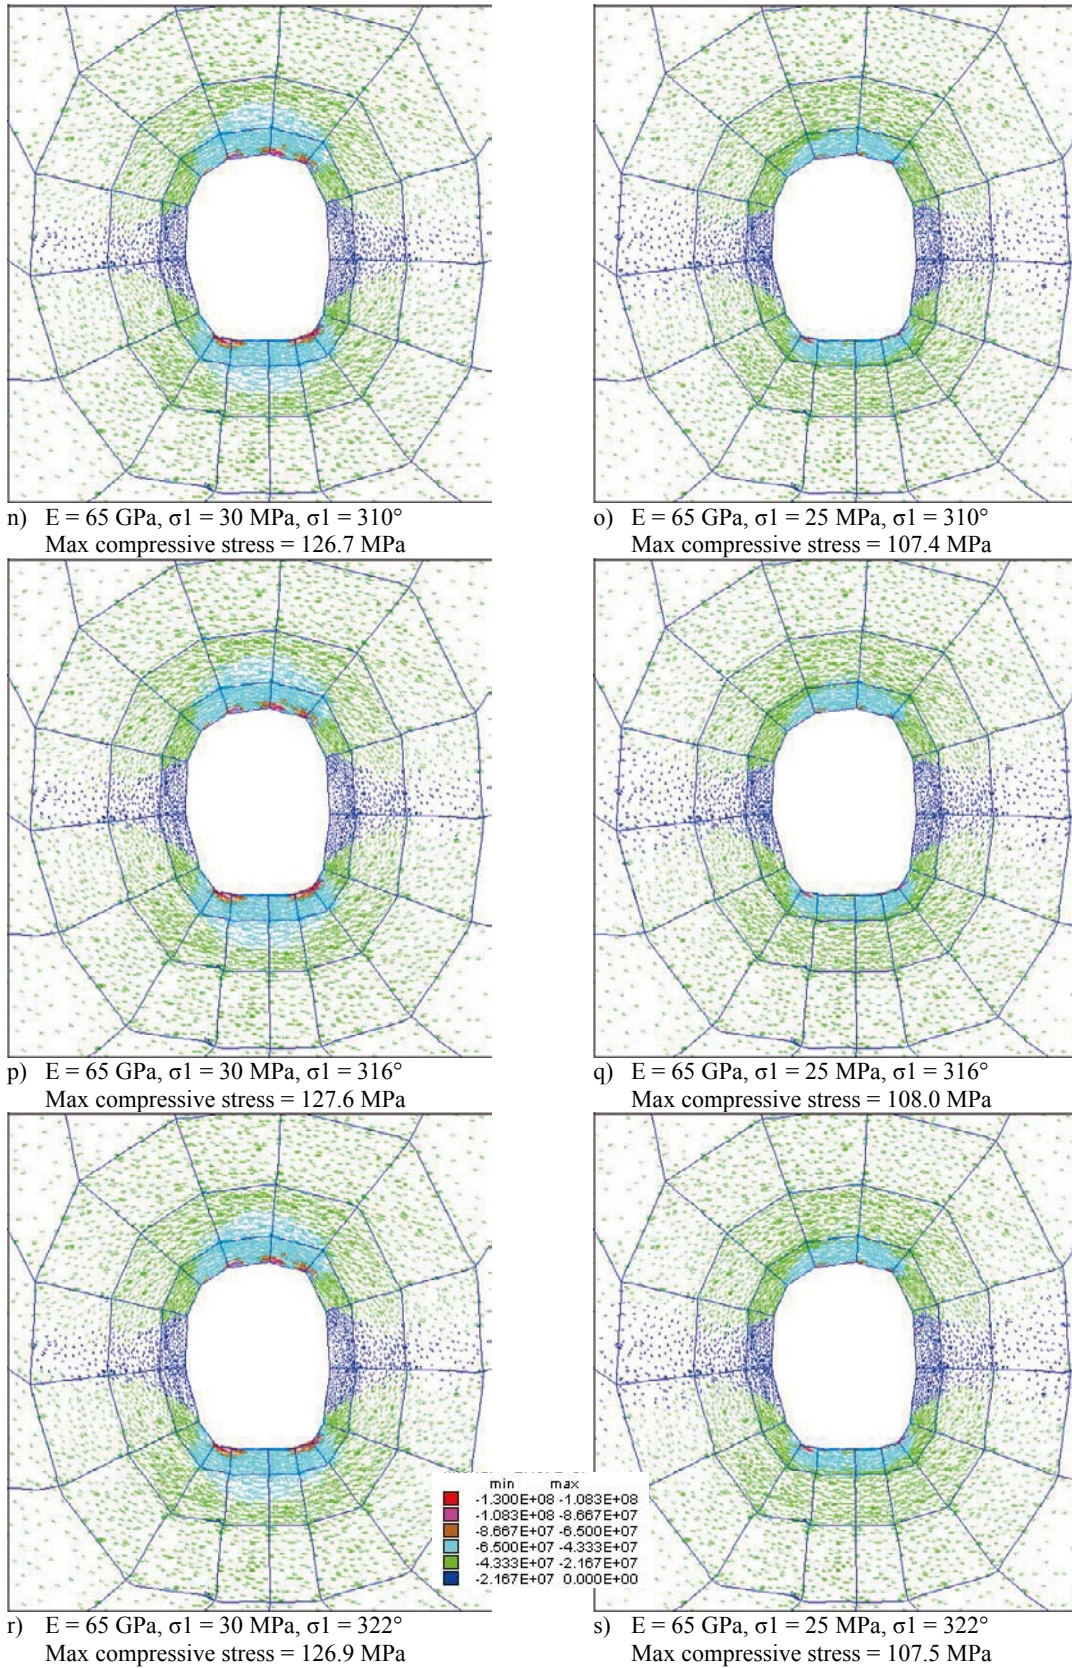 n) E = 65 GPa, σ1 = 30 MPa, σ1 = 310°
Max compressive stress = 126.7 MPa
o) E = 65 GPa, σ1 = 25 MPa, σ1 = 310°
Max compressive stress = 107.4 MPa
p) E = 65 GPa, σ1 = 30 MPa, σ1 = 316°
Max compressive stress = 127.6 MPa
q) E = 65 GPa, σ1 = 25 MPa, σ1 = 316°
Max compressive stress = 108.0 MPa
min max
-1.300E+08 -1.083E+08
-1.083E+08 -8.667E+07
-8.667E+07 -6.500E+07
-6.500E+07 -4.333E+07
-4.333E+07 -2.167E+07
-2.167E+07 0.000E+00
r) E = 65 GPa, σ1 = 30 MPa, σ1 = 322°
Max compressive stress = 126.9 MPa
s) E = 65 GPa, σ1 = 25 MPa, σ1 = 322°
Max compressive stress = 107.5 MPa